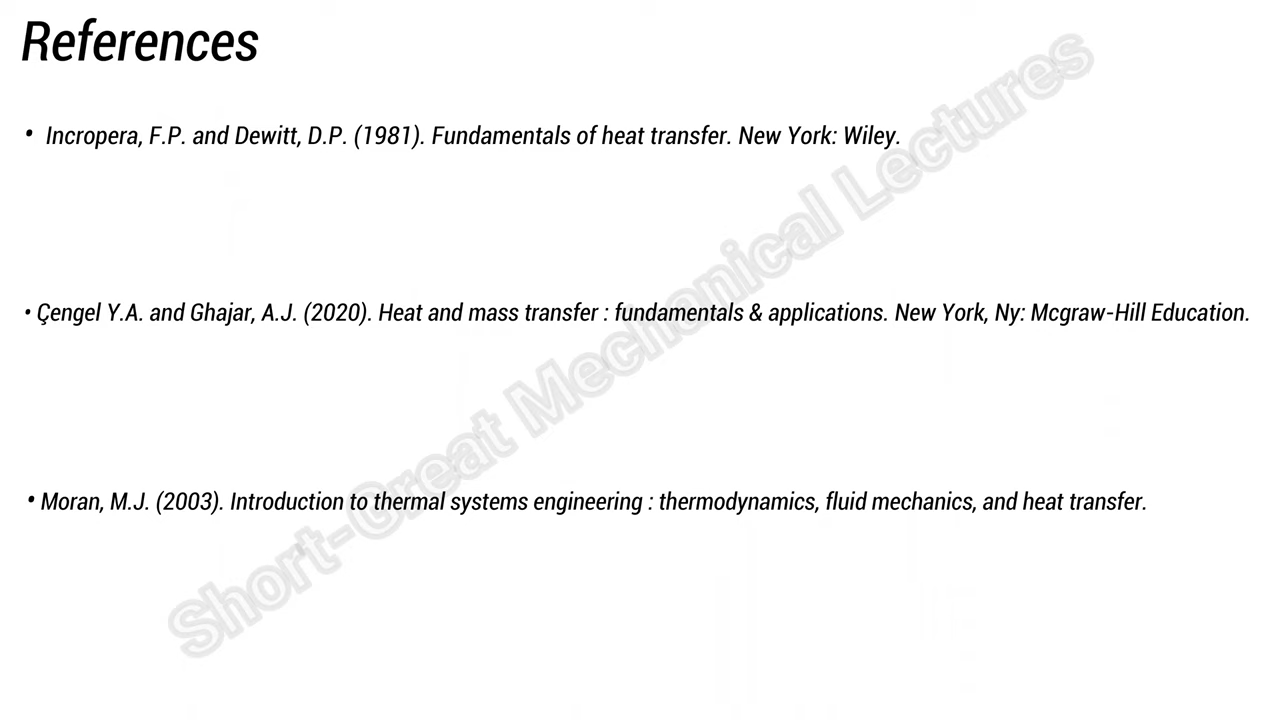 References
• Incropera, F.P. and Dewitt, D.P. (1981). Fundamentals of heat transfer. New York: Wiley.
• Çengel Y.A. and Ghajar, A.J. (2020). Heat and mass transfer : fundamentals & applications. New York, Ny: Mcgraw-Hill Education.
• Moran, M.J. (2003). Introduction to thermal systems engineering : thermodynamics, fluid mechanics, and heat transfer.
Short-Great Mechonical Lectures